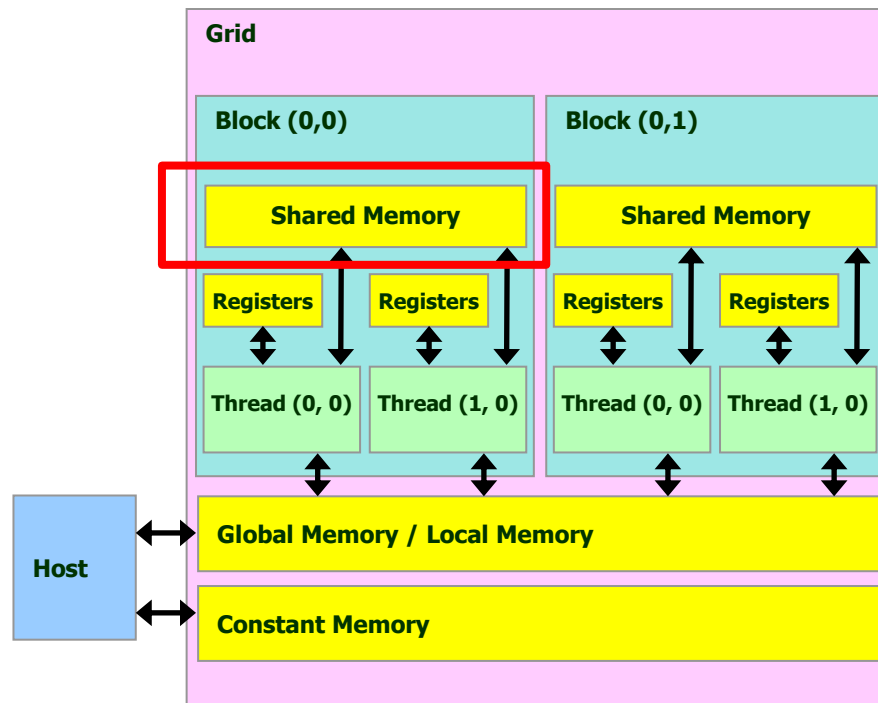 Grid
Block (0,0)
Block (0,1)
Shared Memory
Shared Memory
Registers
Registers
Registers
Registers
Thread (0, 0)
Thread (1, 0)
Thread (0, 0)
Thread (1, 0)
Global Memory / Local Memory
Host
Constant Memory